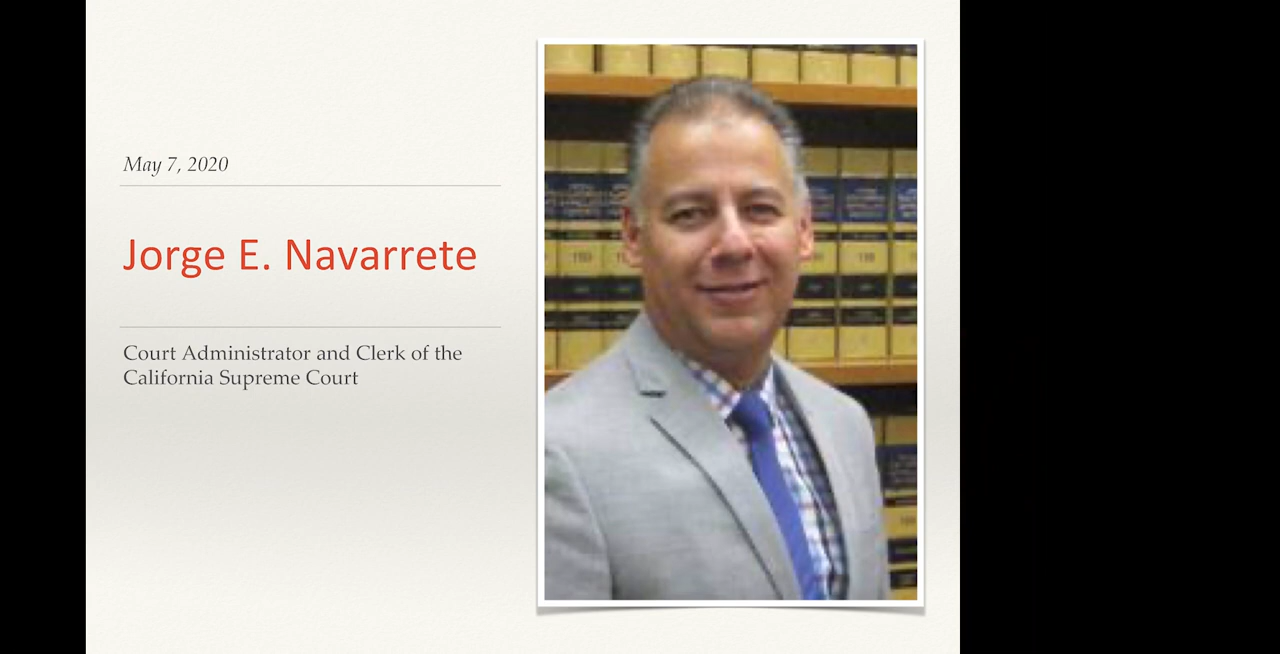 May 7, 2020
Jorge E. Navarrete
Court Administrator and Clerk of the
California Supreme Court